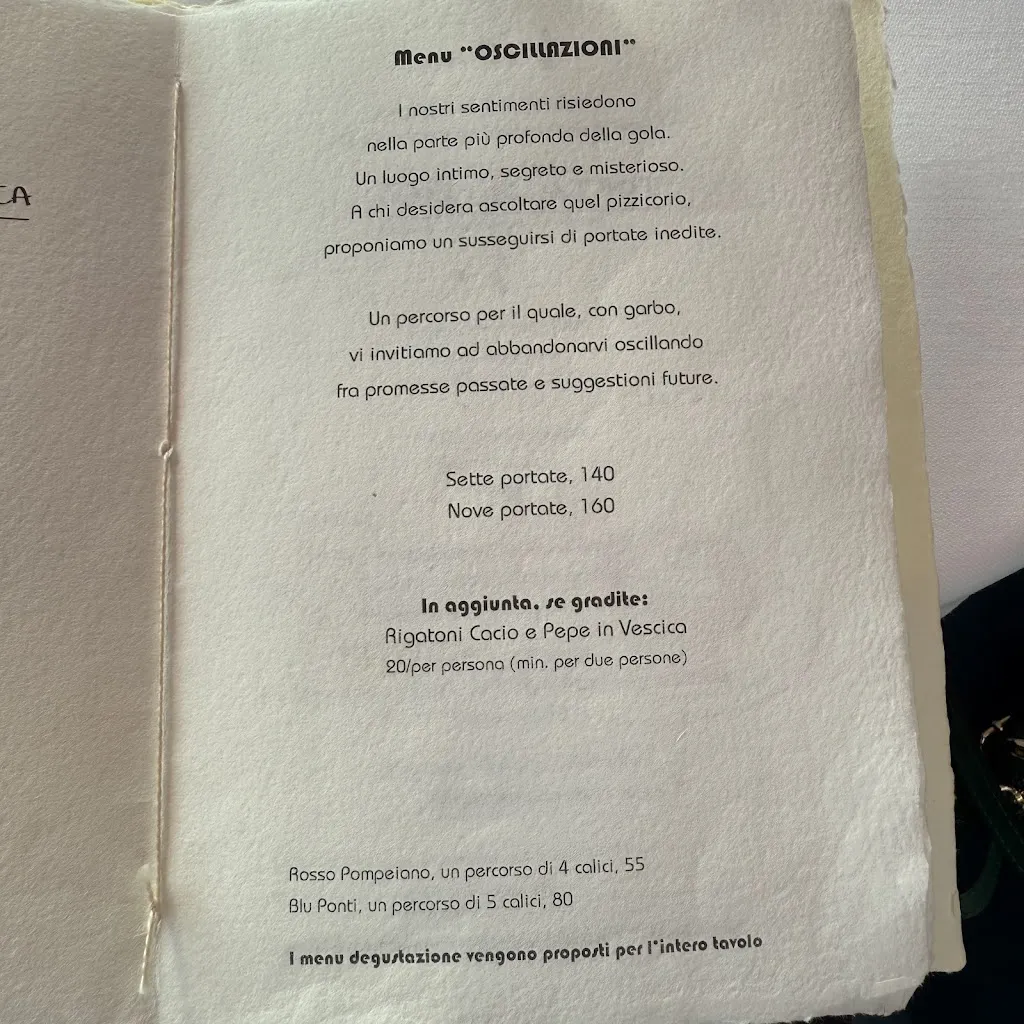 Menu "OSCILLAZIONI"
I nostri sentimenti risiedono
nella parte più profonda della gola.
Un luogo intimo, segreto e misterioso.
A chi desidera ascoltare quel pizzicorio,
proponiamo un susseguirsi di portate inedite.
Un percorso per il quale, con garbo,
vi invitiamo ad abbandonarvi oscillando
fra promesse passate e suggestioni future.
Sette portate, 140
Nove portate, 160
In aggiunta, se gradite:
Rigatoni Cacio e Pepe in Vescica
20/per persona (min. per due persone)
Rosso Pompeiano, un percorso di 4 calici, 55
Blu Ponti, un percorso di 5 calici, 80
I menu degustazione vengono proposti per l'intero tavolo